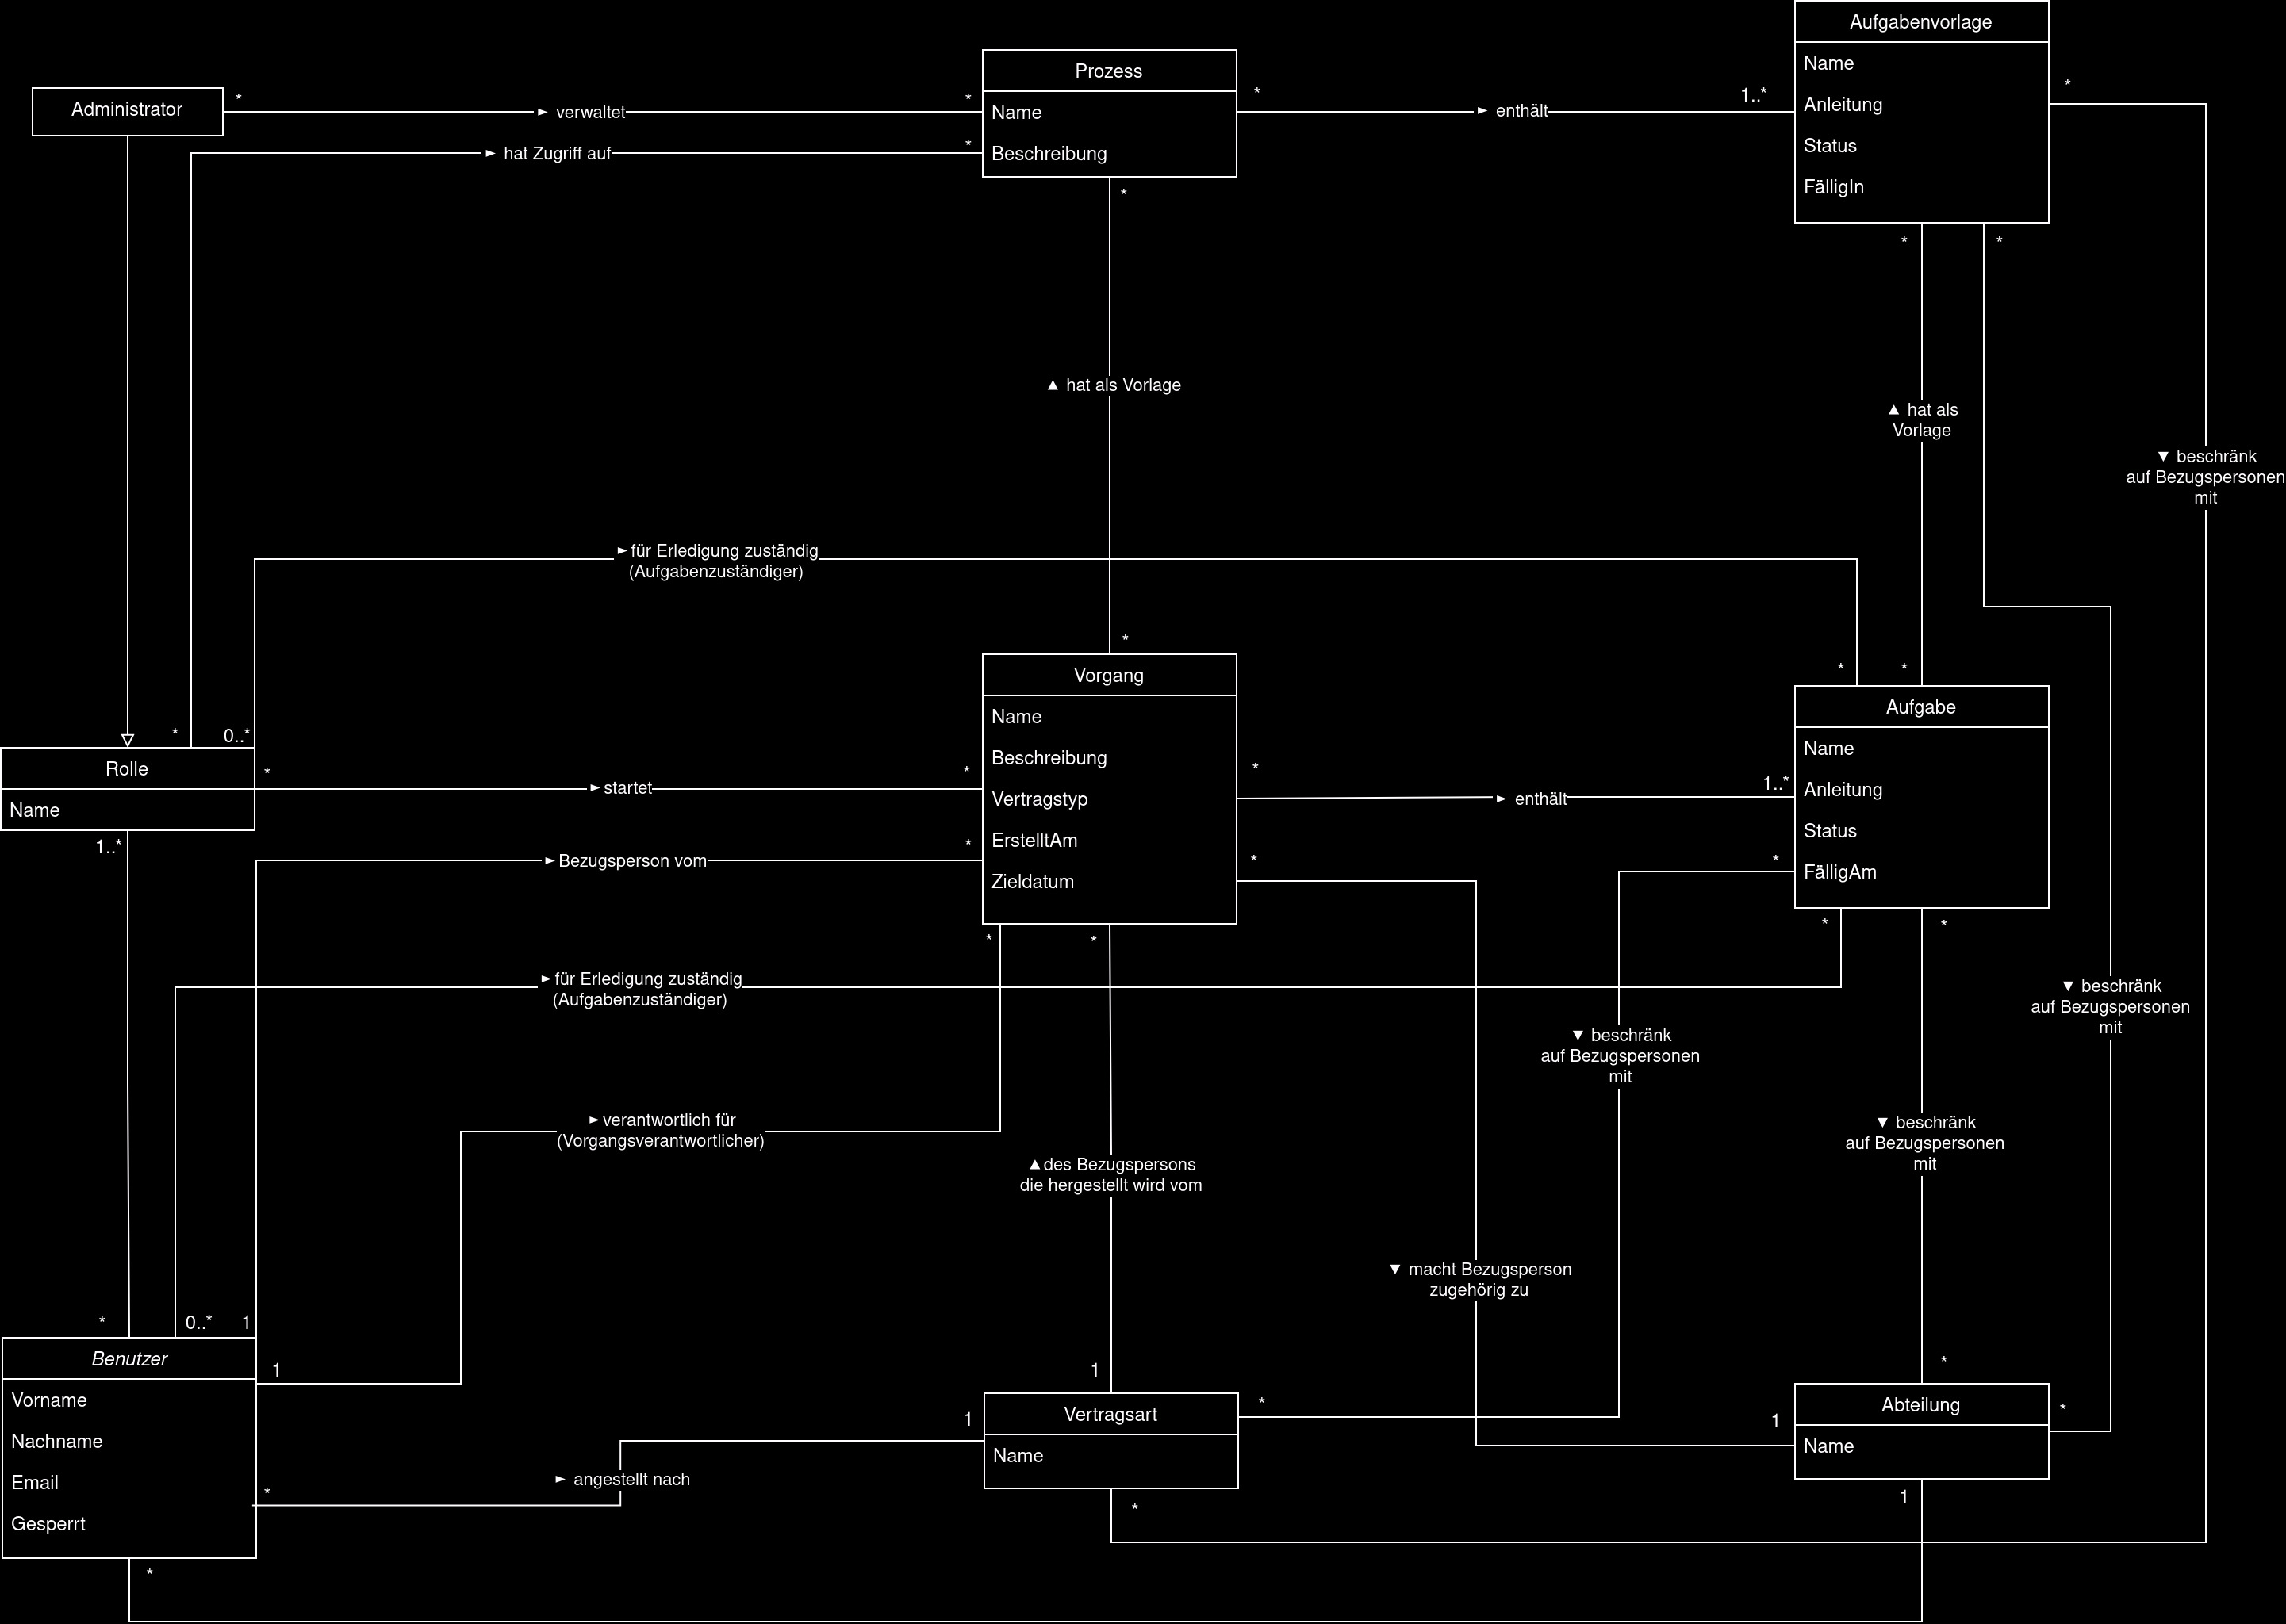 Aufgabenvorlage
Name
Anleitung
Status
FälligIn
Prozess
Name
Beschreibung
Administrator
*
► verwaltet
*
*
► enthält
1..*
*
► hat Zugriff auf
*
*
*
*
▲ hat als Vorlage
▲ hat als
Vorlage
▼ beschränk
auf Bezugspersonen
mit
►für Erledigung zuständig
(Aufgabenzuständiger)
*
*
*
*
0..*
Vorgang
Name
Beschreibung
Vertragstyp
ErstelltAm
Zieldatum
Aufgabe
Name
Anleitung
Status
FälligAm
Rolle
Name
*
►startet
*
*
► enthält
1..*
1..*
►Bezugsperson vom
*
*
*
*
*
*
*
►für Erledigung zuständig
(Aufgabenzuständiger)
▼ beschränk
auf Bezugspersonen
mit
▼ beschränk
auf Bezugspersonen
mit
►verantwortlich für
(Vorgangsverantwortlicher)
▼ beschränk
auf Bezugspersonen
mit
▲des Bezugspersons
die hergestellt wird vom
▼ macht Bezugsperson
zugehörig zu
*
0..*
1
Benutzer
Vorname
Nachname
Email
Gesperrt
1
1
*
1
Vertragsart
Name
*
1
Abteilung
Name
*
*
► angestellt nach
*
1
*